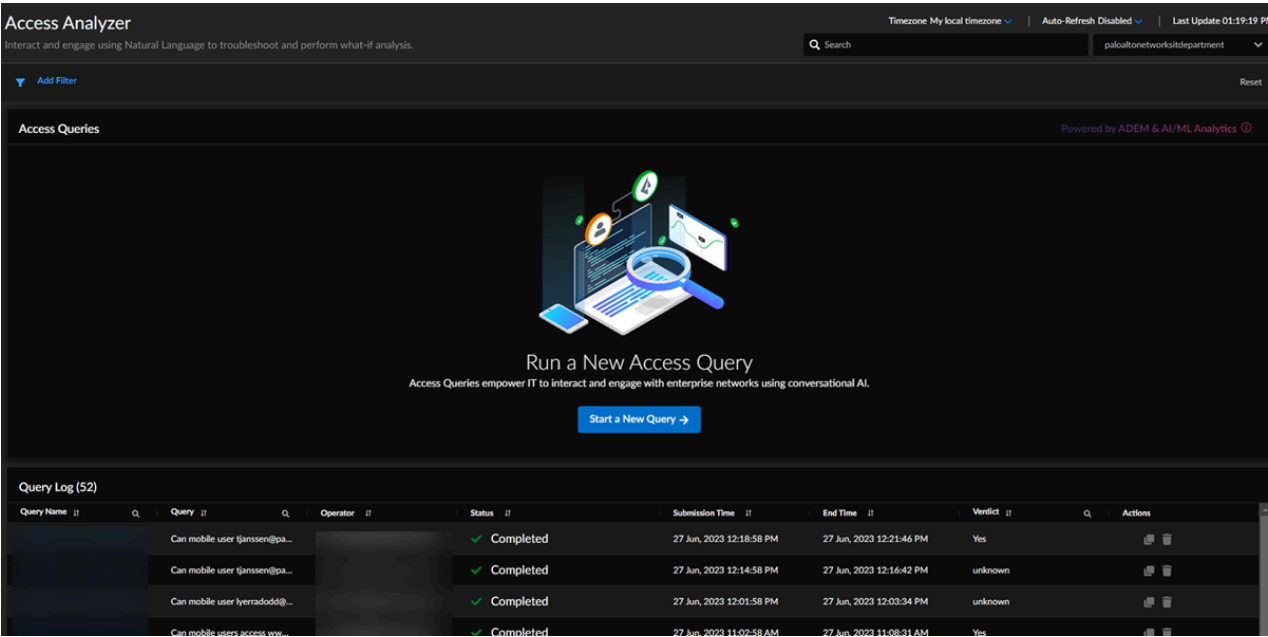 Access Analyzer
Timezone My local timezone | Auto-Refresh Disabled | Last Update 01:19:19 PM
Interact and engage using Natural Language to troubleshoot and perform what-if analysis.
Search
paloaltonetworksitdepartment
Add Filter
Reset
Access Queries
Powered by ADEM & AI/ML Analytics
Run a New Access Query
Access Queries empower IT to interact and engage with enterprise networks using conversational AI.
Start a New Query →
Query Log (52)
Query Name Query Operator Status Submission Time End Time Verdict Actions
Can mobile user tjanssen@pa... Completed 27 Jun, 2023 12:18:58 PM 27 Jun, 2023 12:21:46 PM Yes
Can mobile user tjanssen@pa... Completed 27 Jun, 2023 12:14:58 PM 27 Jun, 2023 12:16:42 PM unknown
Can mobile user lyerradodd@... Completed 27 Jun, 2023 12:01:58 PM 27 Jun, 2023 12:03:34 PM unknown
Can mobile users access ww... Completed 27 Jun, 2023 11:02:58 AM 27 Jun, 2023 11:08:31 AM Yes